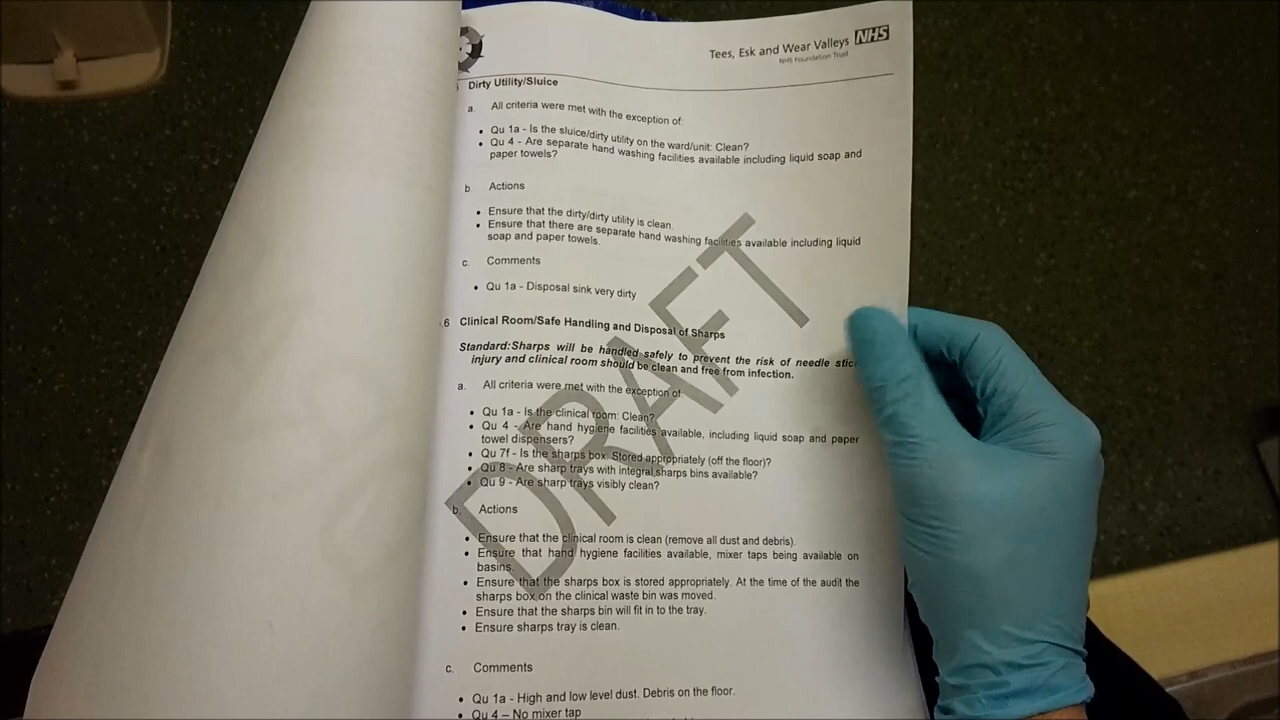 Tees, Esk and Wear Valleys NHS
NHS Foundation Trust
Dirty Utility/Sluice
a. All criteria were met with the exception of:
• Qu 1a - Is the sluice/dirty utility on the ward/unit: Clean?
• Qu 4 - Are separate hand washing facilities available including liquid soap and
paper towels?
b. Actions
• Ensure that the dirty/dirty utility is clean.
• Ensure that there are separate hand washing facilities available including liquid
soap and paper towels.
c. Comments
• Qu 1a - Disposal sink very dirty
.6 Clinical Room/Safe Handling and Disposal of Sharps
Standard: Sharps will be handled safely to prevent the risk of needle stic
injury and clinical room should be clean and free from infection.
a. All criteria were met with the exception of
• Qu 1a - Is the clinical room: Clean?
• Qu 4 - Are hand hygiene facilities available, including liquid soap and paper
towel dispensers?
• Qu 7f - Is the sharps box: Stored appropriately (off the floor)?
• Qu 8 - Are sharp trays with integral sharps bins available?
• Qu 9 - Are sharp trays visibly clean?
b. Actions
• Ensure that the clinical room is clean (remove all dust and debris).
• Ensure that hand hygiene facilities available, mixer taps being available on
basins.
• Ensure that the sharps box is stored appropriately. At the time of the audit the
sharps box on the clinical waste bin was moved.
• Ensure that the sharps bin will fit in to the tray.
• Ensure sharps tray is clean.
c. Comments
• Qu 1a - High and low level dust. Debris on the floor.
• Qu 4 – No mixer tap
DRAFT